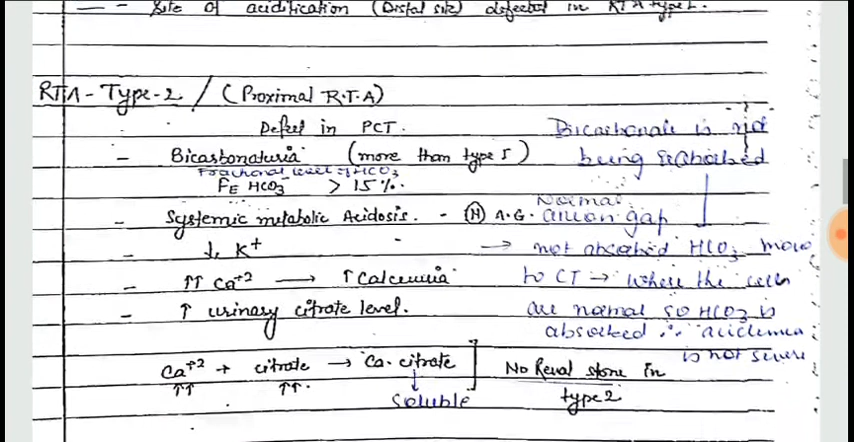 — - Site of acidification (Distal site) defected in RTA type 1.
RTA - Type-2 / (Proximal R.T.A)
Defect in PCT.
Bicarbonate is not
- Bicarbonaturia (more than type I)
being reabsorbed
Fractional level of HCO3
FE HCO3 > 15%.
Normal
- Systemic metabolic Acidosis. - (N) A.G. anion gap
- ↓ K+
→ not absorbed HCO3 move
- ↑↑ Ca+2 → ↑ Calceuria
to CT → where the cells
- ↑ urinary citrate level.
are normal so HCO3 is
absorbed ∴ acidemea
is not severe
Ca+2 + citrate → Ca. citrate
↑↑ ↑↑.
↓
soluble
No Renal stone in
type 2